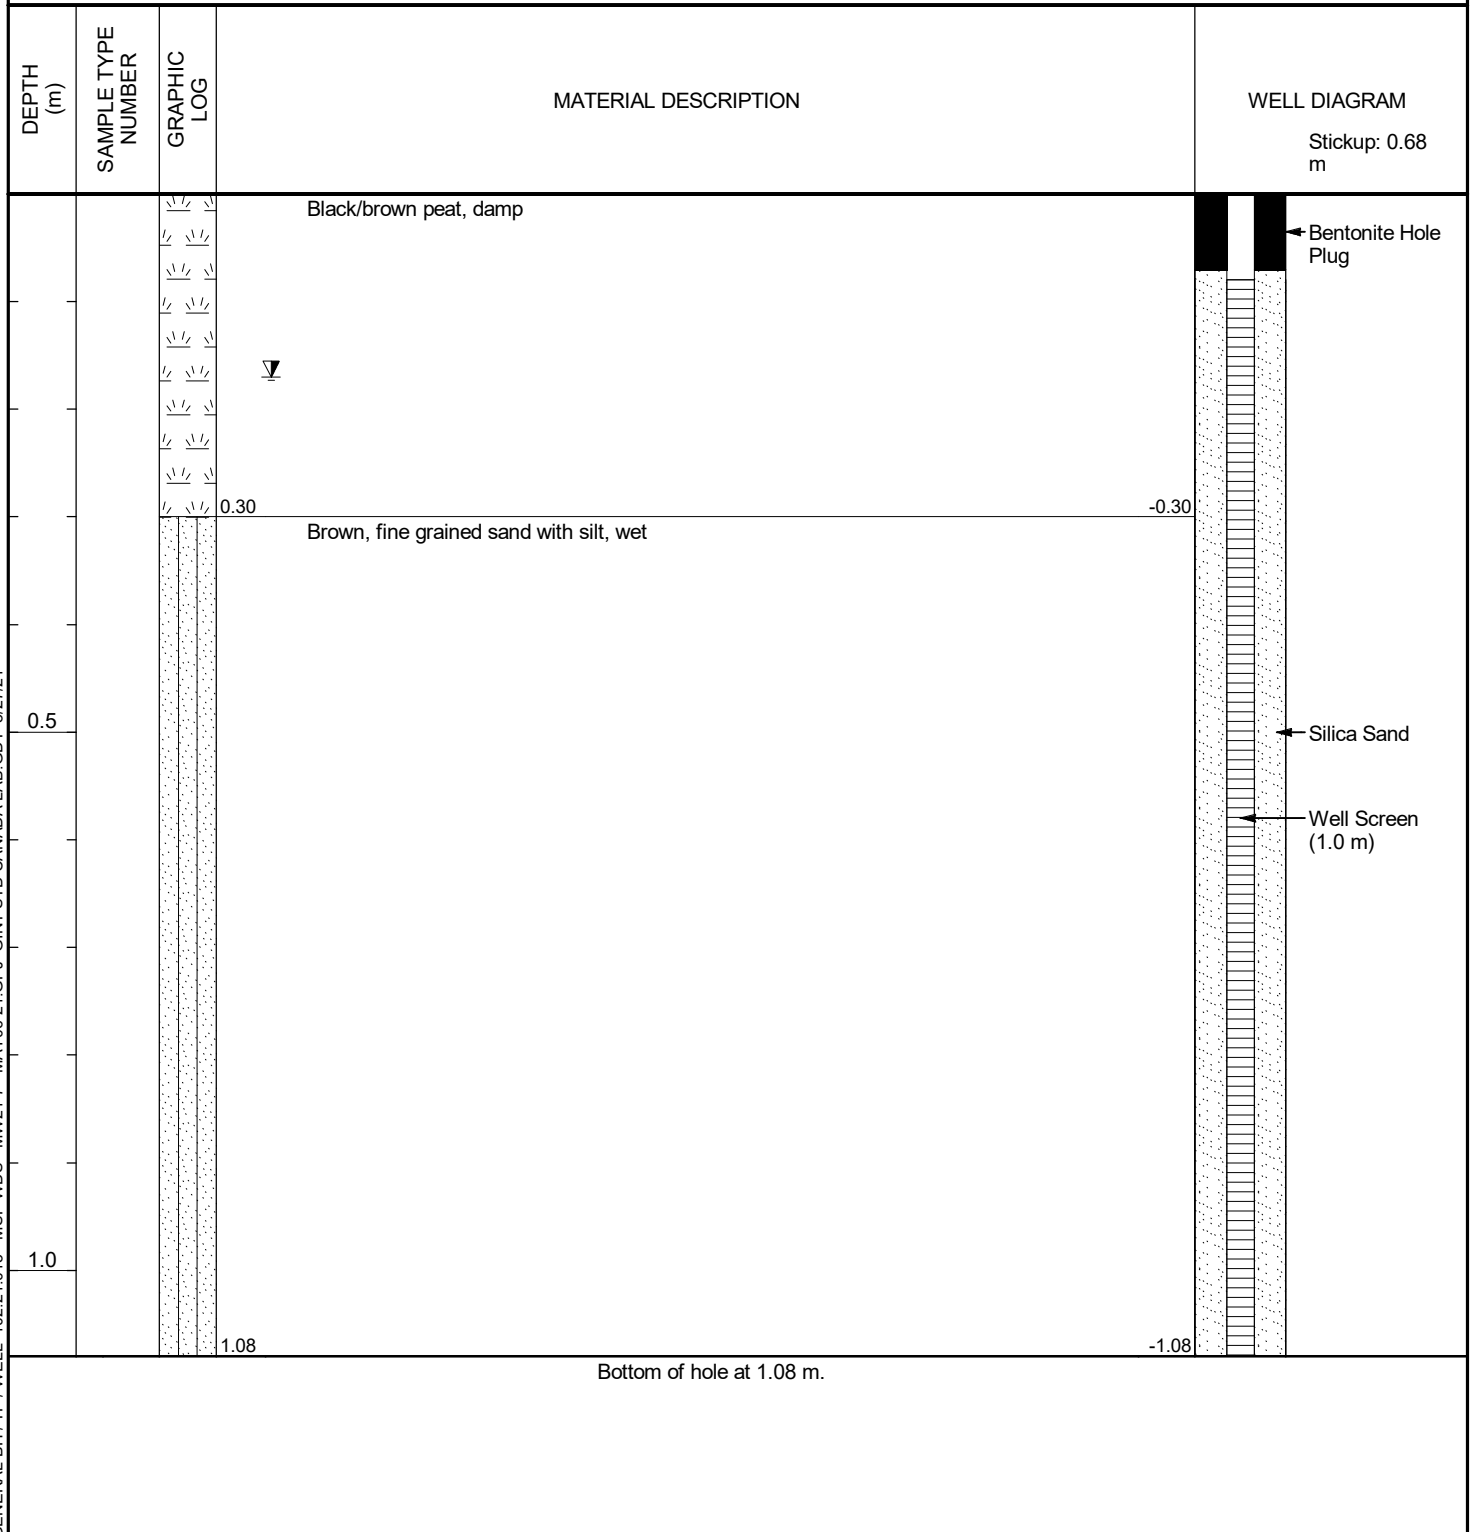 DEPTH
(m)
SAMPLE TYPE
NUMBER
GRAPHIC
LOG
MATERIAL DESCRIPTION
WELL DIAGRAM
Stickup: 0.68
m
Black/brown peat, damp
Bentonite Hole
Plug
0.30
-0.30
Brown, fine grained sand with silt, wet
0.5
Silica Sand
Well Screen
(1.0 m)
1.0
1.08
-1.08
Bottom of hole at 1.08 m.